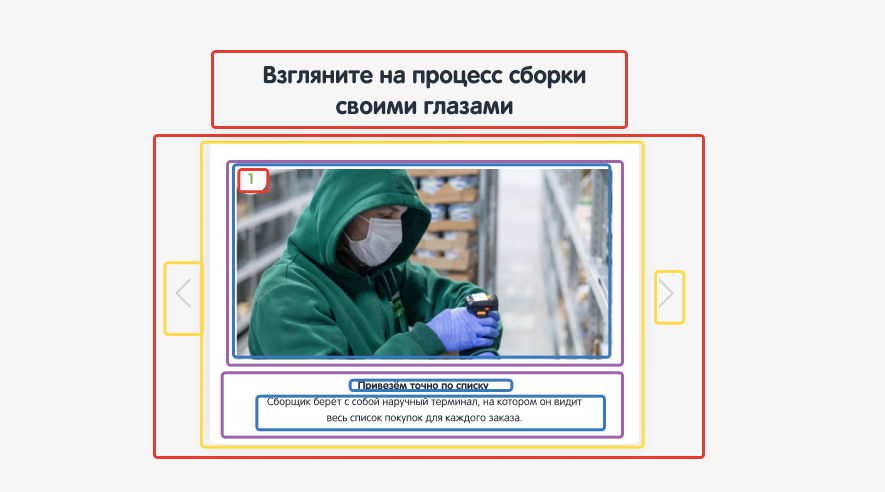 Взгляните на процесс сборки
своими глазами
1
Привезём точно по списку
Сборщик берёт с собой наручный терминал, на котором он видит
весь список покупок для каждого заказа.